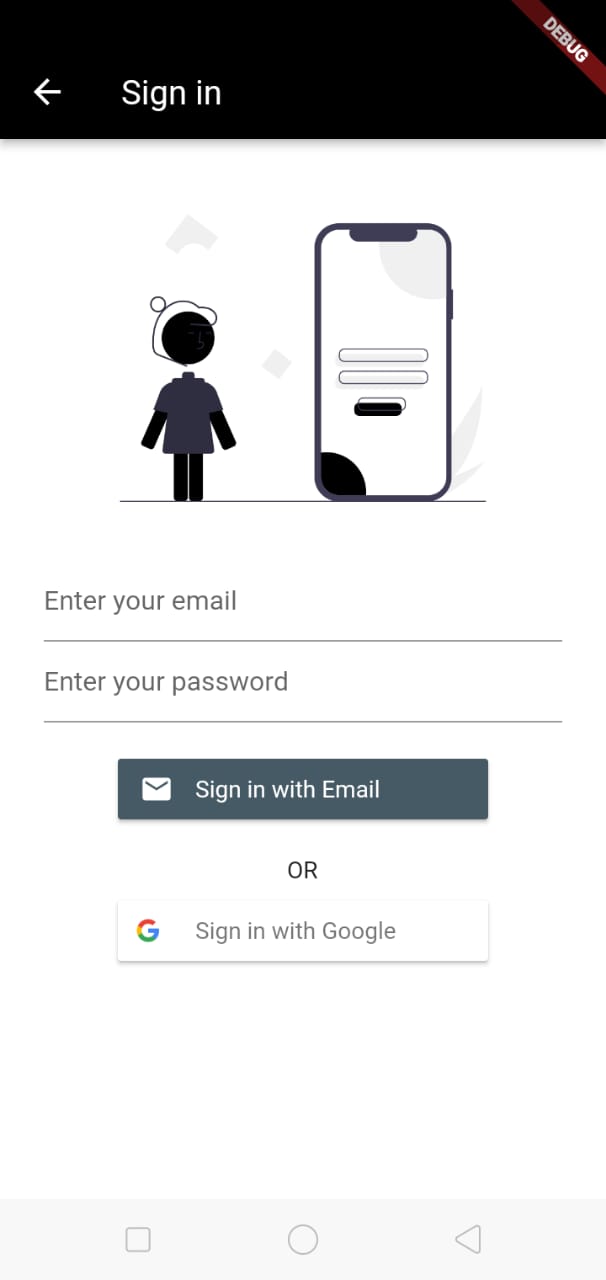 DEBUG
Sign in
Enter your email
Enter your password
Sign in with Email
OR
Sign in with Google